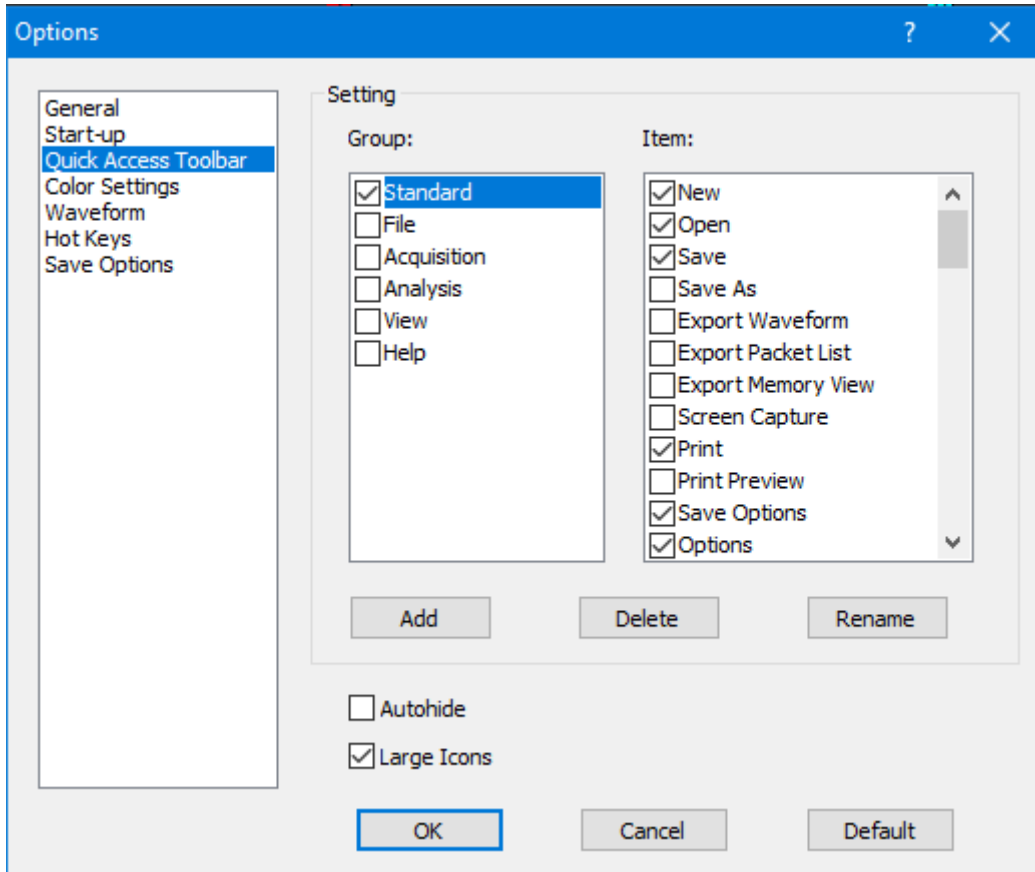 Options
?
General
Start-up
Quick Access Toolbar
Color Settings
Waveform
Hot Keys
Save Options
Setting
Group:
Standard
File
Acquisition
Analysis
View
Help
Item:
New
Open
Save
Save As
Export Waveform
Export Packet List
Export Memory View
Screen Capture
Print
Print Preview
Save Options
Options
Add
Delete
Rename
Autohide
Large Icons
OK
Cancel
Default